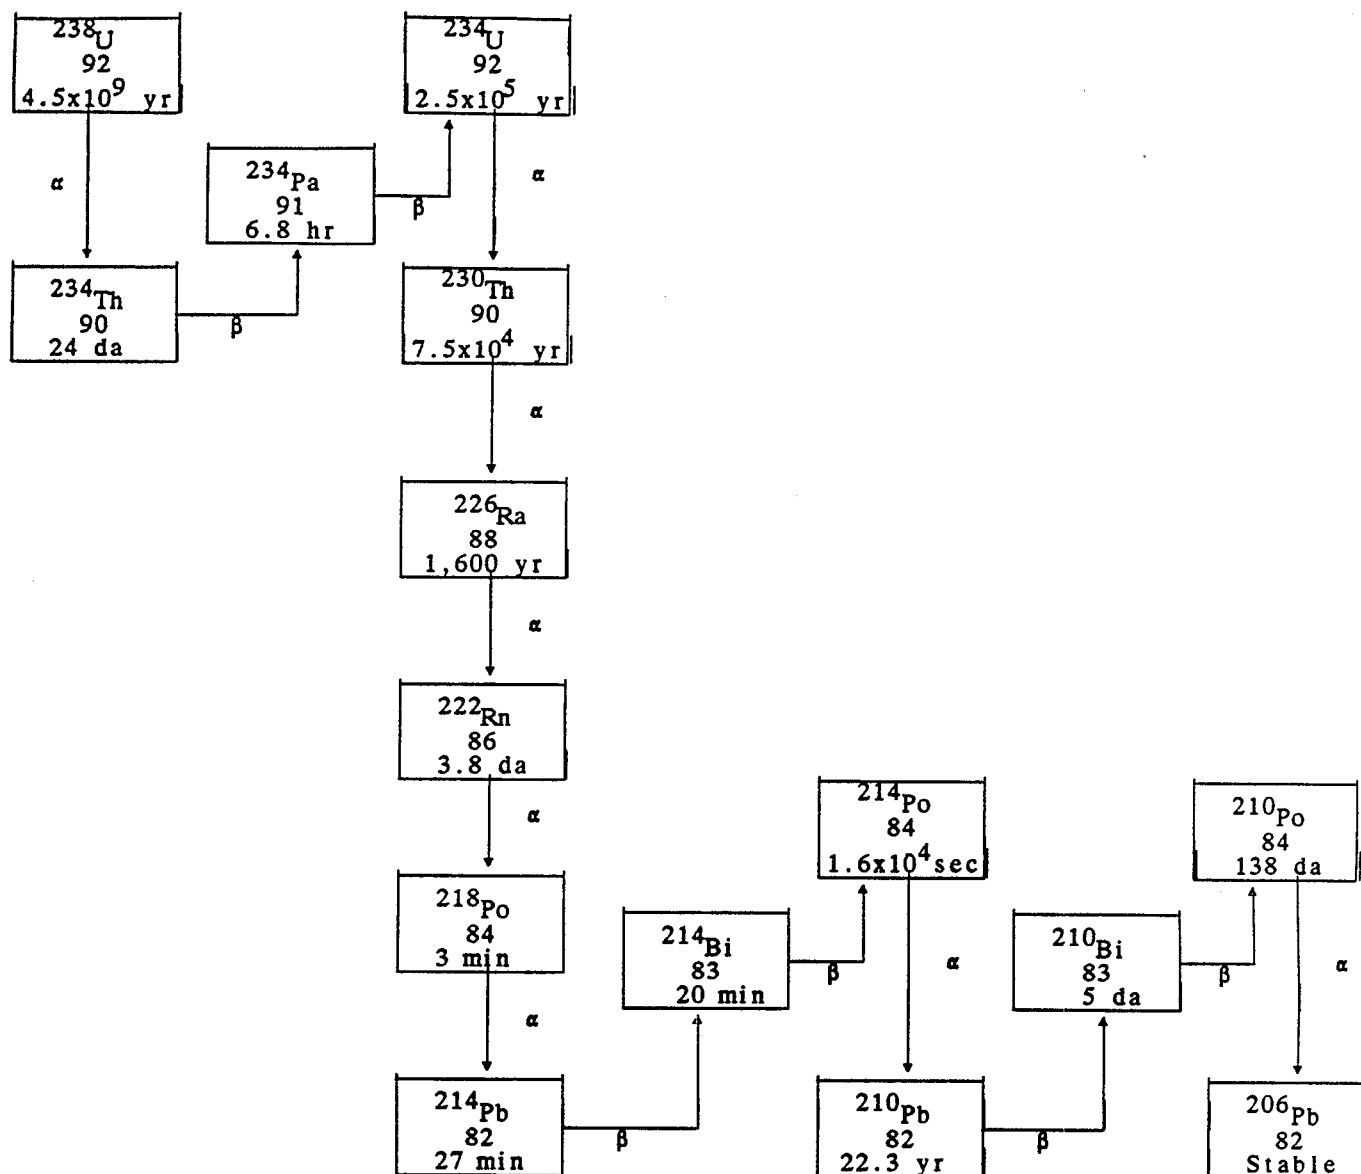 238U
92
4.5x10^9 yr
234U
92
2.5x10^5 yr
α
234Pa
91
6.8 hr
β
α
234Th
90
24 da
β
230Th
90
7.5x10^4 yr
α
226Ra
88
1,600 yr
α
222Rn
86
3.8 da
α
214Po
84
1.6x10^4 sec
210Po
84
138 da
218Po
84
3 min
214Bi
83
20 min
β
α
210Bi
83
5 da
β
α
α
214Pb
82
27 min
β
210Pb
82
22.3 yr
β
206Pb
82
Stable